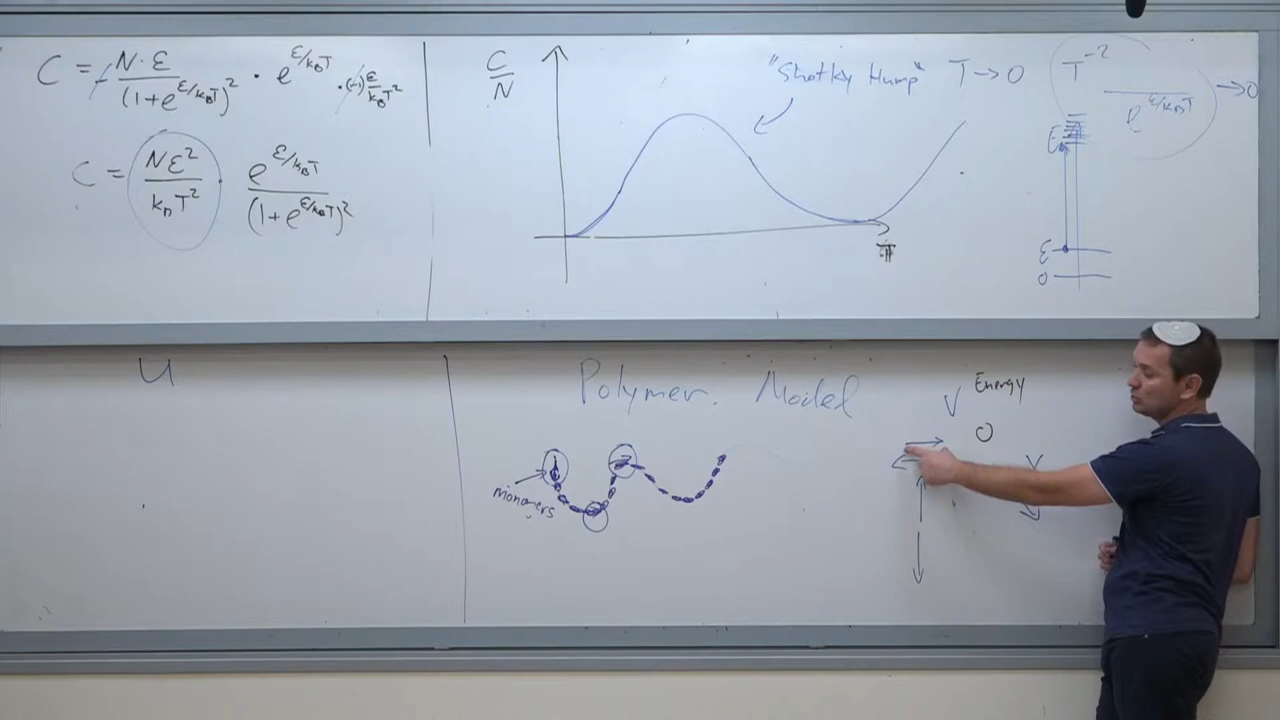 C = - N·ε / (1+e^{ε/k_BT})² · e^{ε/k_BT} ·(-1) ε / k_BT²
C = Nε² / k_BT² · e^{ε/k_BT} / (1+e^{ε/k_BT})²
C / N
"Shotky Hump" T→0
T^{-2} / e^{ε/k_BT} →0
ε
0
U
Polymer Model
Energy
0
monomers